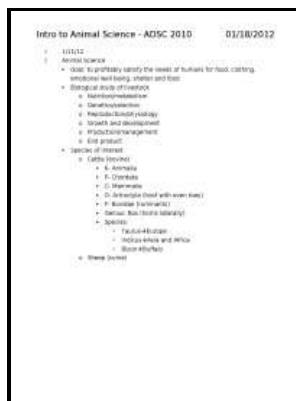 Intro to Animal Science - ADSC 2010 01/18/2012
1/11/12
Animal Science
Goal: to profitably satisfy the needs of humans for food, clothing,
emotional well being, shelter and food
Biological study of livestock
Nutrition/metabolism
Genetics/selection
Reproduction/physiology
Growth and development
Production/management
End product
Species of interest
Cattle (bovine)
K- Animalia
P- Chordata
C- Mammalia
O- Artiodyla (hoof with even toes)
F- Bovidae (ruminants)
Genus: Bos (horns laterally)
Species:
Taurus-Europe
Indicus-Asia and Africa
Bison-Buffalo
Sheep (ovine)